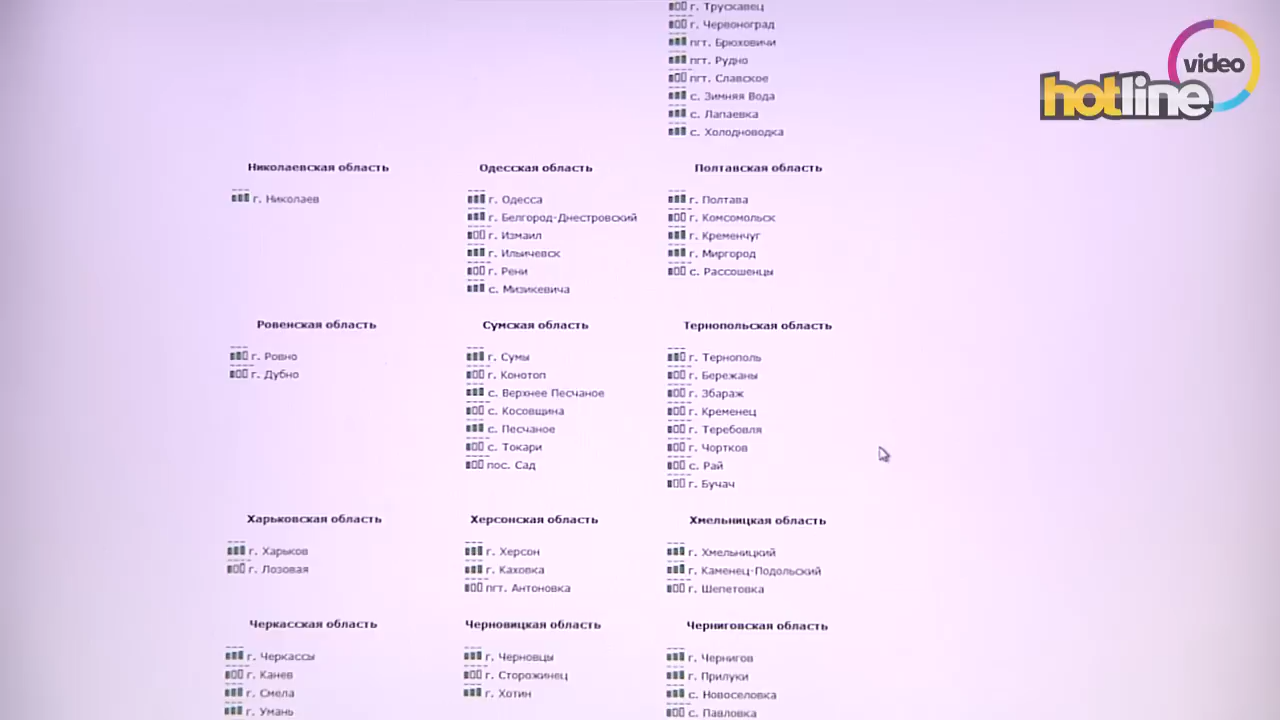 г. Трускавец
г. Червоноград
пгт. Брюховичи
пгт. Рудно
пгт. Славское
с. Зимняя Вода
с. Лапаевка
с. Холодноводка
video
hotline
Николаевская область
г. Николаев
Одесская область
г. Одесса
г. Белгород-Днестровский
г. Измаил
г. Ильичевск
г. Рени
с. Мизикевича
Полтавская область
г. Полтава
г. Комсомольск
г. Кременчуг
г. Миргород
с. Рассошенцы
Ровенская область
г. Ровно
г. Дубно
Сумская область
г. Сумы
г. Конотоп
с. Верхнее Песчаное
с. Косовщина
с. Песчаное
с. Токари
пос. Сад
Тернопольская область
г. Тернополь
г. Бережаны
г. Збараж
г. Кременец
г. Теребовля
г. Чортков
с. Рай
г. Бучач
Харьковская область
г. Харьков
г. Лозовая
Херсонская область
г. Херсон
г. Каховка
пгт. Антоновка
Хмельницкая область
г. Хмельницкий
г. Каменец-Подольский
г. Шепетовка
Черкасская область
г. Черкассы
г. Канев
г. Смела
г. Умань
Черновицкая область
г. Черновцы
г. Сторожинец
г. Хотин
Черниговская область
г. Чернигов
г. Прилуки
с. Новоселовка
с. Павловка